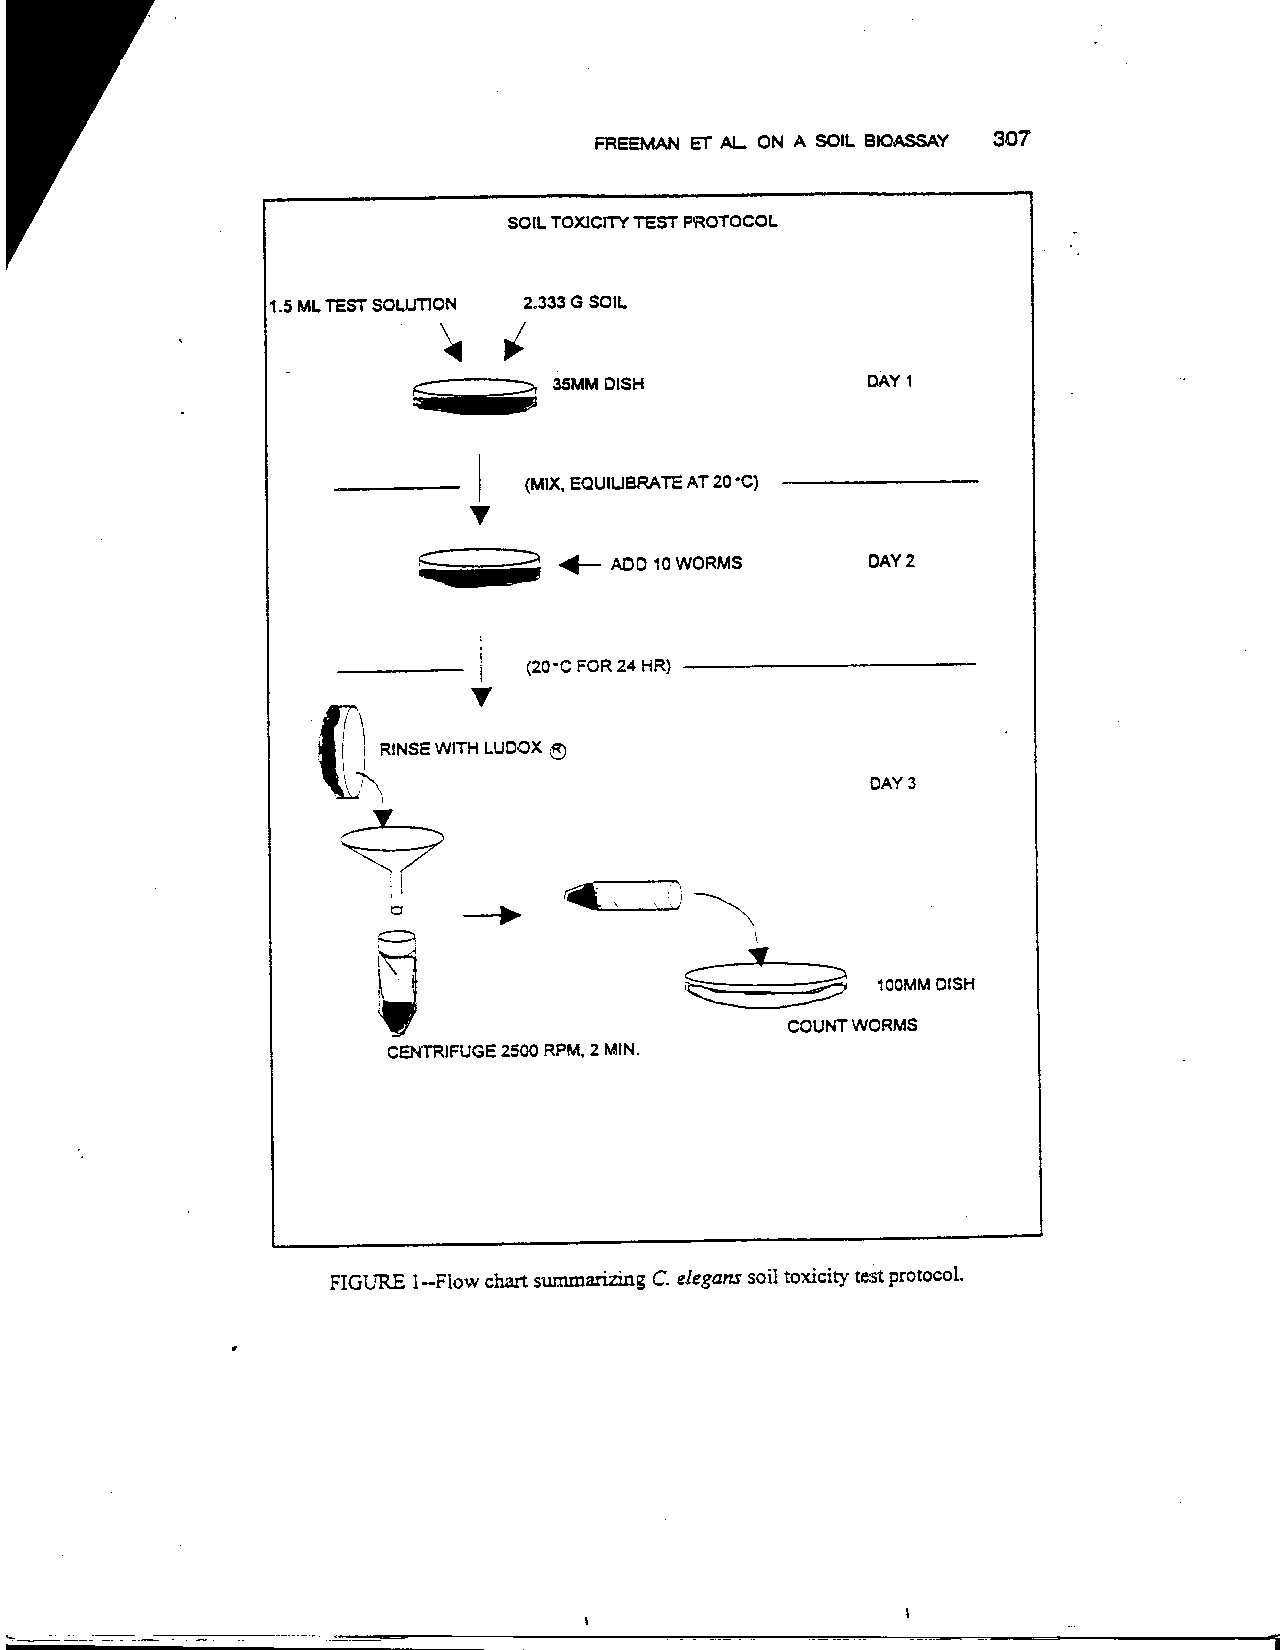 FREEMAN ET AL. ON A SOIL BIOASSAY 307
SOIL TOXICITY TEST PROTOCOL
1.5 ML TEST SOLUTION 2.333 G SOIL
35MM DISH DAY 1
(MIX, EQUILIBRATE AT 20°C)
ADD 10 WORMS DAY 2
(20°C FOR 24 HR)
RINSE WITH LUDOX ®
DAY 3
100MM DISH
COUNT WORMS
CENTRIFUGE 2500 RPM, 2 MIN.
FIGURE 1--Flow chart summarizing C. elegans soil toxicity test protocol.